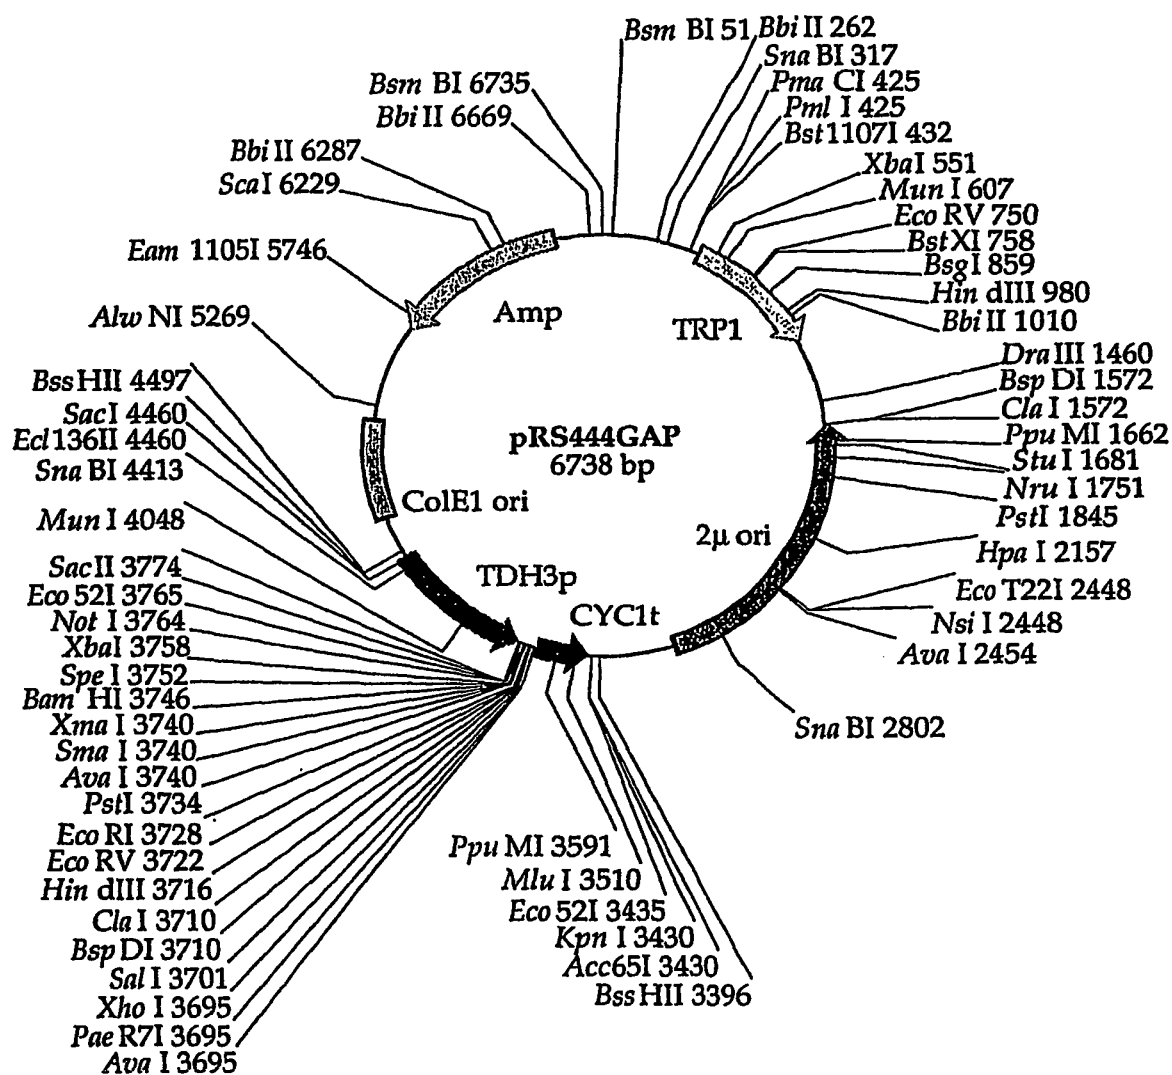 Bsm BI 51
Bbi II 262
Sna BI 317
Pma CI 425
Pml I 425
Bst1107I 432
XbaI 551
Mun I 607
Eco RV 750
BstXI 758
BsgI 859
Hin dIII 980
Bbi II 1010
Dra III 1460
Bsp DI 1572
Cla I 1572
Ppu MI 1662
Stu I 1681
Nru I 1751
PstI 1845
Hpa I 2157
Eco T22I 2448
Nsi I 2448
Ava I 2454
Sna BI 2802
Bsm BI 6735
Bbi II 6669
Bbi II 6287
ScaI 6229
Eam 1105I 5746
Alw NI 5269
Bss HII 4497
SacI 4460
Ecl136II 4460
Sna BI 4413
Mun I 4048
SacII 3774
Eco 52I 3765
Not I 3764
XbaI 3758
Spe I 3752
Bam HI 3746
Xma I 3740
Sma I 3740
Ava I 3740
PstI 3734
Eco RI 3728
Eco RV 3722
Hin dIII 3716
Cla I 3710
Bsp DI 3710
Sal I 3701
Xho I 3695
Pae R7I 3695
Ava I 3695
Ppu MI 3591
Mlu I 3510
Eco 52I 3435
Kpn I 3430
Acc65I 3430
Bss HII 3396
Amp
TRP1
pRS444GAP
6738 bp
ColE1 ori
2µ ori
TDH3p
CYC1t